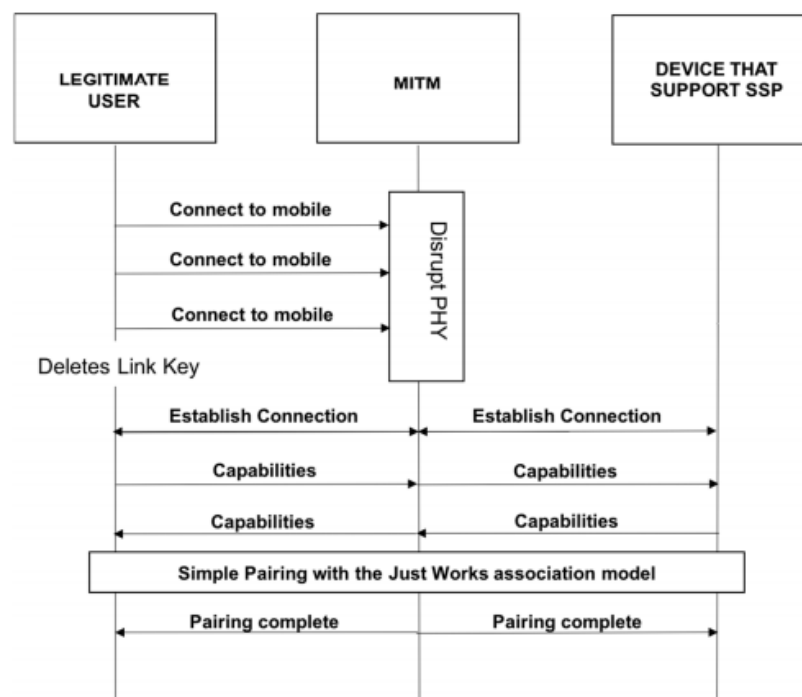 LEGITIMATE
USER
MITM
DEVICE THAT
SUPPORT SSP
Connect to mobile
Connect to mobile
Connect to mobile
Disrupt PHY
Deletes Link Key
Establish Connection
Establish Connection
Capabilities
Capabilities
Capabilities
Capabilities
Simple Pairing with the Just Works association model
Pairing complete
Pairing complete